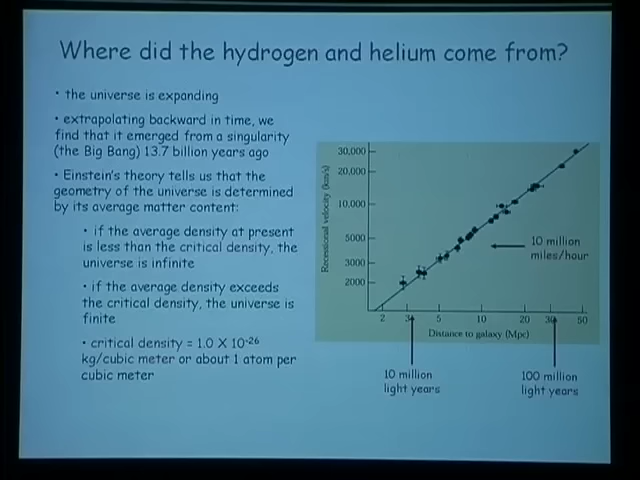 Where did the hydrogen and helium come from?
• the universe is expanding
• extrapolating backward in time, we
find that it emerged from a singularity
(the Big Bang) 13.7 billion years ago
• Einstein's theory tells us that the
geometry of the universe is determined
by its average matter content:
• if the average density at present
is less than the critical density, the
universe is infinite
• if the average density exceeds
the critical density, the universe is
finite
• critical density = 1.0 X 10⁻²⁶
kg/cubic meter or about 1 atom per
cubic meter
Recessional velocity (km/s)
30,000
20,000
10,000
5000
3000
2000
10 million
miles/hour
2 3 5 10 20 30 50
Distance to galaxy (Mpc)
10 million
light years
100 million
light years